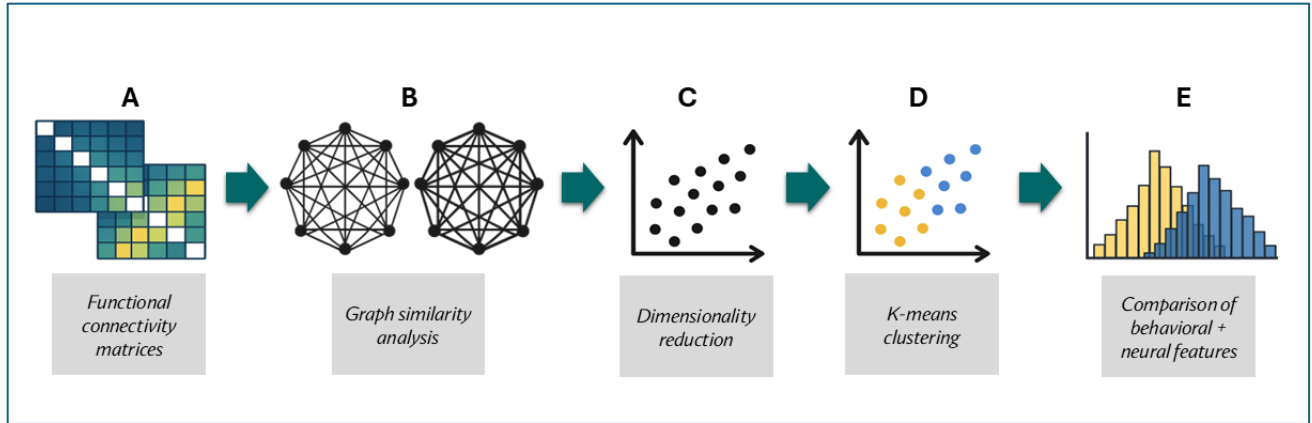 A
B
C
D
E
Functional
connectivity
matrices
Graph similarity
analysis
Dimensionality
reduction
K-means
clustering
Comparison of
behavioral +
neural features